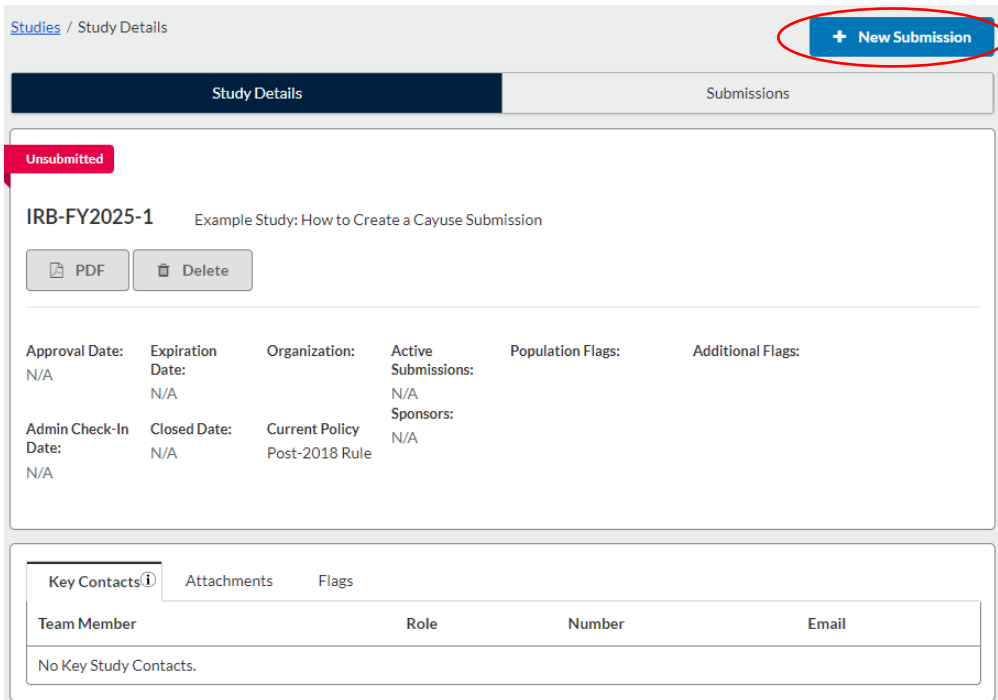 Studies / Study Details
+ New Submission
Study Details
Submissions
Unsubmitted
IRB-FY2025-1 Example Study: How to Create a Cayuse Submission
PDF
Delete
Approval Date:
N/A
Expiration
Date:
N/A
Organization:
Active
Submissions:
N/A
Population Flags:
Additional Flags:
Admin Check-In
Date:
N/A
Closed Date:
N/A
Current Policy
Post-2018 Rule
Sponsors:
N/A
Key Contacts
Attachments
Flags
Team Member Role Number Email
No Key Study Contacts.